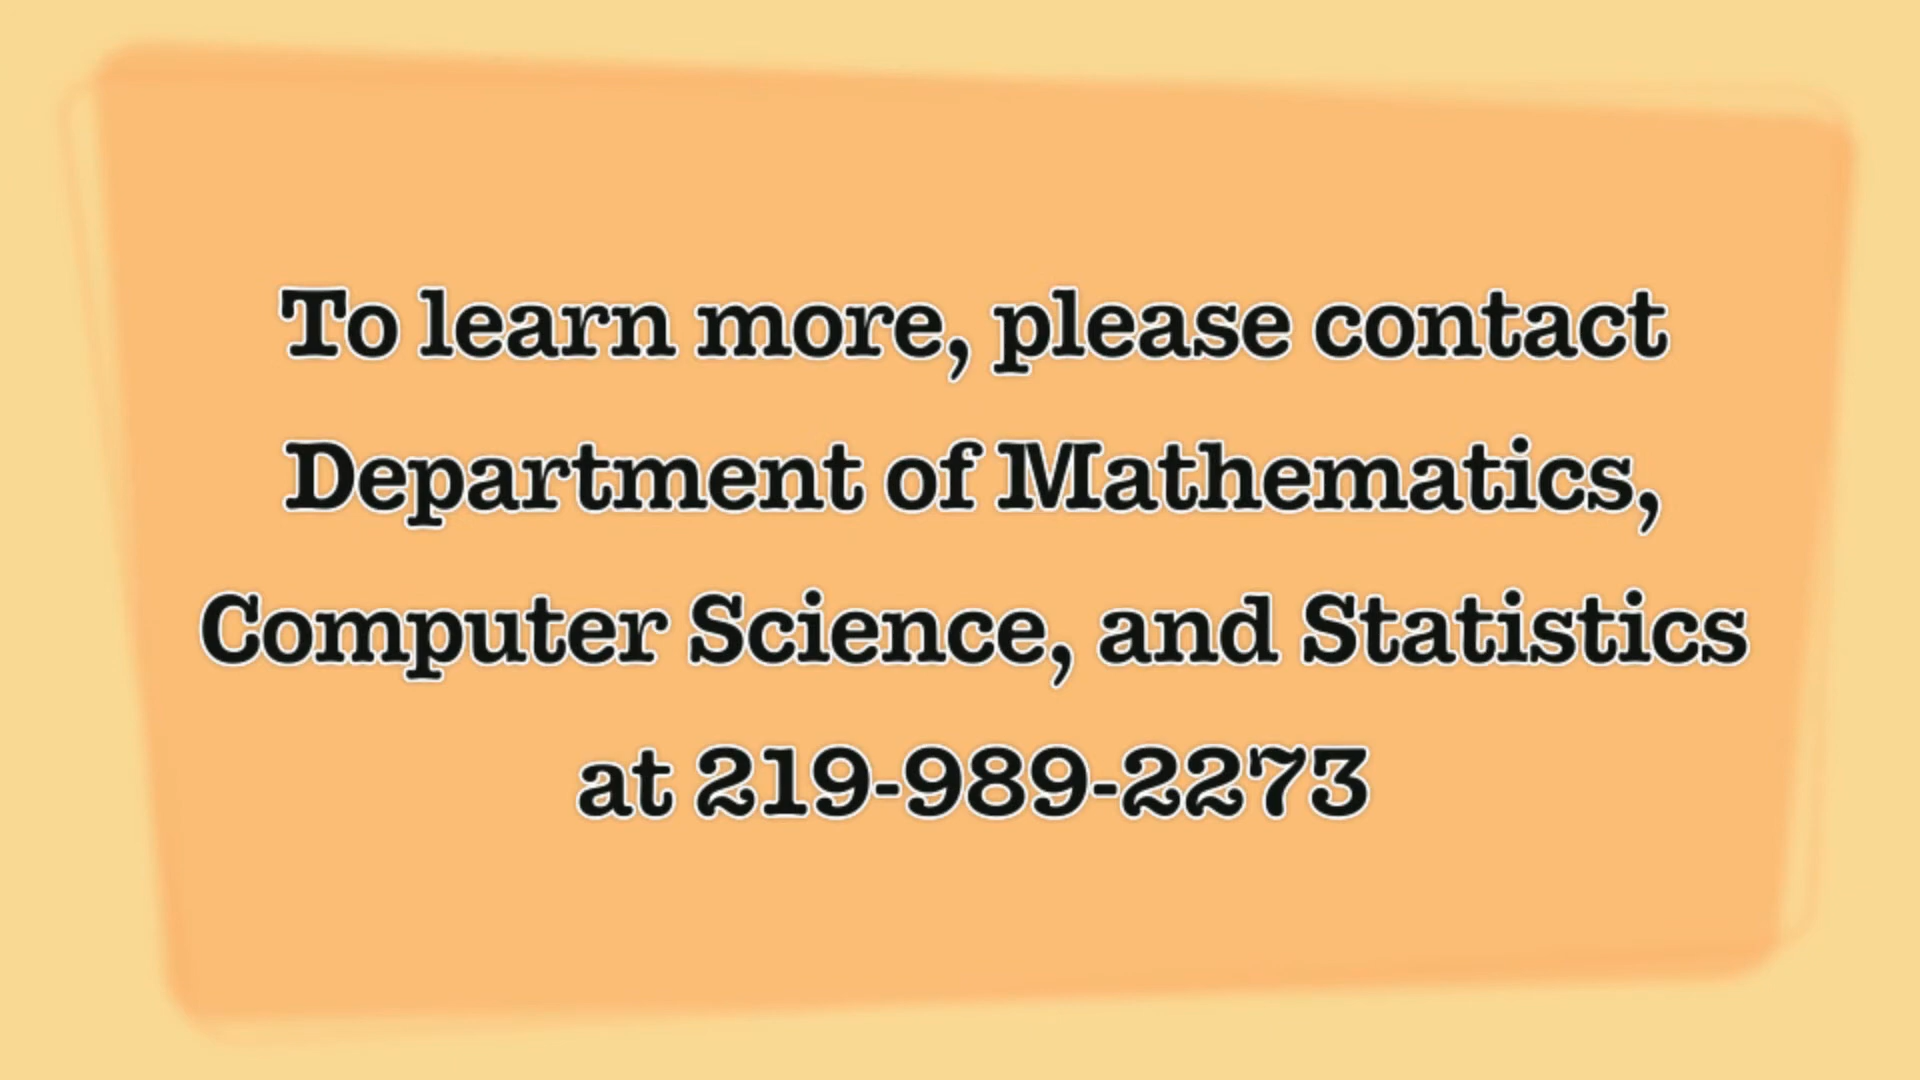 To learn more, please contact
Department of Mathematics,
Computer Science, and Statistics
at 219-989-2273